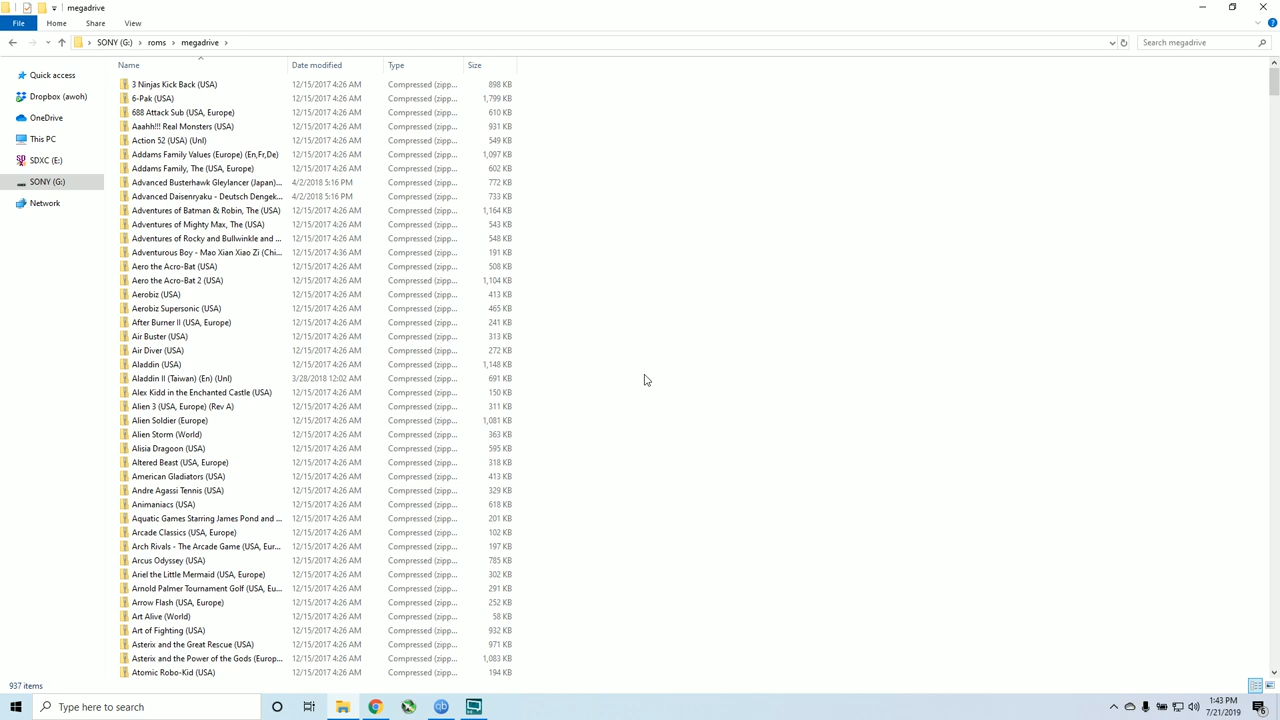 megadrive
File Home Share View
SONY (G:) roms megadrive Search megadrive
Name Date modified Type Size
Quick access
Dropbox (awoh)
OneDrive
This PC
SDXC (E:)
SONY (G:)
Network
3 Ninjas Kick Back (USA) 12/15/2017 4:26 AM Compressed (zipp... 898 KB
6-Pak (USA) 12/15/2017 4:26 AM Compressed (zipp... 1,799 KB
688 Attack Sub (USA, Europe) 12/15/2017 4:26 AM Compressed (zipp... 610 KB
Aaahh!!! Real Monsters (USA) 12/15/2017 4:26 AM Compressed (zipp... 931 KB
Action 52 (USA) (Unl) 12/15/2017 4:26 AM Compressed (zipp... 549 KB
Addams Family Values (Europe) (En,Fr,De) 12/15/2017 4:26 AM Compressed (zipp... 1,097 KB
Addams Family, The (USA, Europe) 12/15/2017 4:26 AM Compressed (zipp... 602 KB
Advanced Busterhawk Gleylancer (Japan)... 4/2/2018 5:16 PM Compressed (zipp... 772 KB
Advanced Daisenryaku - Deutsch Dengek... 4/2/2018 5:16 PM Compressed (zipp... 733 KB
Adventures of Batman & Robin, The (USA) 12/15/2017 4:26 AM Compressed (zipp... 1,164 KB
Adventures of Mighty Max, The (USA) 12/15/2017 4:26 AM Compressed (zipp... 543 KB
Adventures of Rocky and Bullwinkle and ... 12/15/2017 4:26 AM Compressed (zipp... 548 KB
Adventurous Boy - Mao Xian Xiao Zi (Chi... 12/15/2017 4:36 AM Compressed (zipp... 191 KB
Aero the Acro-Bat (USA) 12/15/2017 4:26 AM Compressed (zipp... 508 KB
Aero the Acro-Bat 2 (USA) 12/15/2017 4:26 AM Compressed (zipp... 1,104 KB
Aerobiz (USA) 12/15/2017 4:26 AM Compressed (zipp... 413 KB
Aerobiz Supersonic (USA) 12/15/2017 4:26 AM Compressed (zipp... 465 KB
After Burner II (USA, Europe) 12/15/2017 4:26 AM Compressed (zipp... 241 KB
Air Buster (USA) 12/15/2017 4:26 AM Compressed (zipp... 313 KB
Air Diver (USA) 12/15/2017 4:26 AM Compressed (zipp... 272 KB
Aladdin (USA) 12/15/2017 4:26 AM Compressed (zipp... 1,148 KB
Aladdin II (Taiwan) (En) (Unl) 3/28/2018 12:02 AM Compressed (zipp... 691 KB
Alex Kidd in the Enchanted Castle (USA) 12/15/2017 4:26 AM Compressed (zipp... 150 KB
Alien 3 (USA, Europe) (Rev A) 12/15/2017 4:26 AM Compressed (zipp... 311 KB
Alien Soldier (Europe) 12/15/2017 4:26 AM Compressed (zipp... 1,081 KB
Alien Storm (World) 12/15/2017 4:26 AM Compressed (zipp... 363 KB
Alisia Dragoon (USA) 12/15/2017 4:26 AM Compressed (zipp... 595 KB
Altered Beast (USA, Europe) 12/15/2017 4:26 AM Compressed (zipp... 318 KB
American Gladiators (USA) 12/15/2017 4:26 AM Compressed (zipp... 413 KB
Andre Agassi Tennis (USA) 12/15/2017 4:26 AM Compressed (zipp... 329 KB
Animaniacs (USA) 12/15/2017 4:26 AM Compressed (zipp... 618 KB
Aquatic Games Starring James Pond and ... 12/15/2017 4:26 AM Compressed (zipp... 201 KB
Arcade Classics (USA, Europe) 12/15/2017 4:26 AM Compressed (zipp... 102 KB
Arch Rivals - The Arcade Game (USA, Eur... 12/15/2017 4:26 AM Compressed (zipp... 197 KB
Arcus Odyssey (USA) 12/15/2017 4:26 AM Compressed (zipp... 785 KB
Ariel the Little Mermaid (USA, Europe) 12/15/2017 4:26 AM Compressed (zipp... 302 KB
Arnold Palmer Tournament Golf (USA, Eu... 12/15/2017 4:26 AM Compressed (zipp... 291 KB
Arrow Flash (USA, Europe) 12/15/2017 4:26 AM Compressed (zipp... 252 KB
Art Alive (World) 12/15/2017 4:26 AM Compressed (zipp... 58 KB
Art of Fighting (USA) 12/15/2017 4:26 AM Compressed (zipp... 932 KB
Asterix and the Great Rescue (USA) 12/15/2017 4:26 AM Compressed (zipp... 971 KB
Asterix and the Power of the Gods (Europ... 12/15/2017 4:26 AM Compressed (zipp... 1,083 KB
Atomic Robo-Kid (USA) 12/15/2017 4:26 AM Compressed (zipp... 194 KB
937 items
Type here to search
qb
1:43 PM
7/21/2019
6